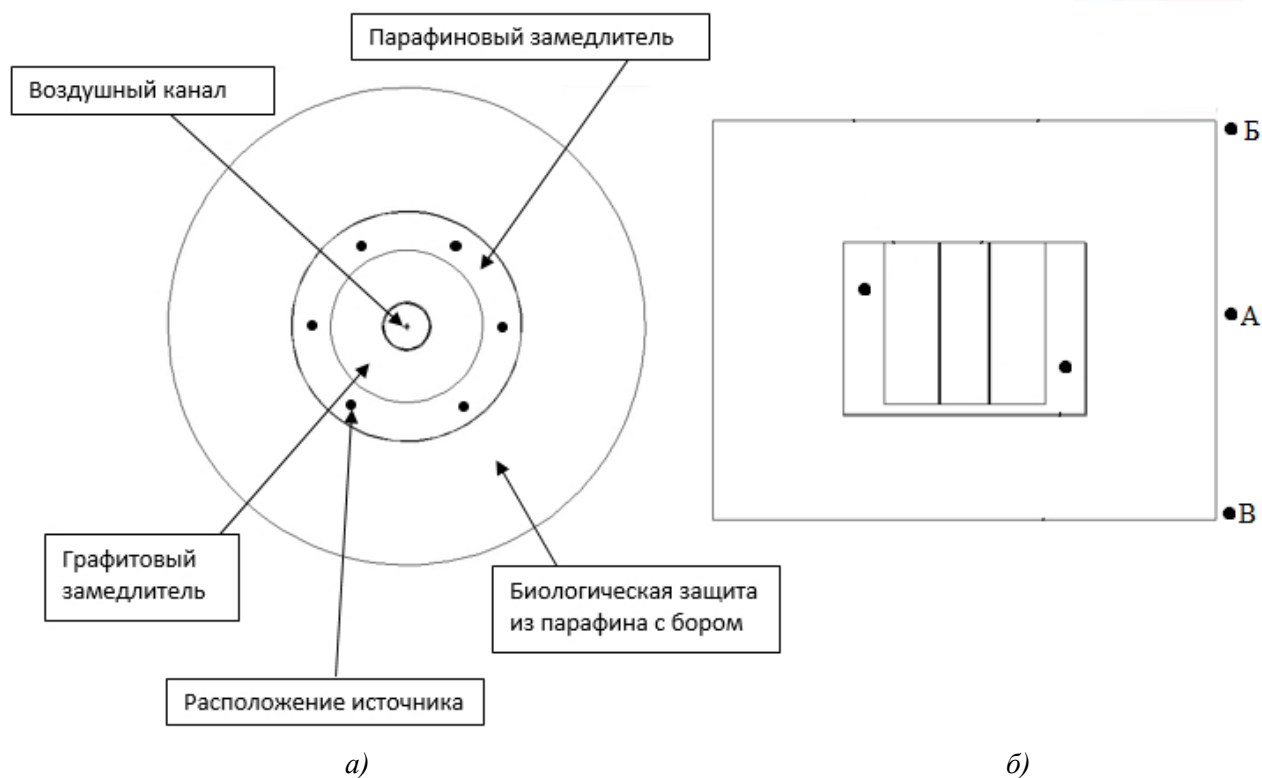 Парафиновый замедлитель
Воздушный канал
Б
А
В
Графитовый
замедлитель
Биологическая защита
из парафина с бором
Расположение источника
а)
б)